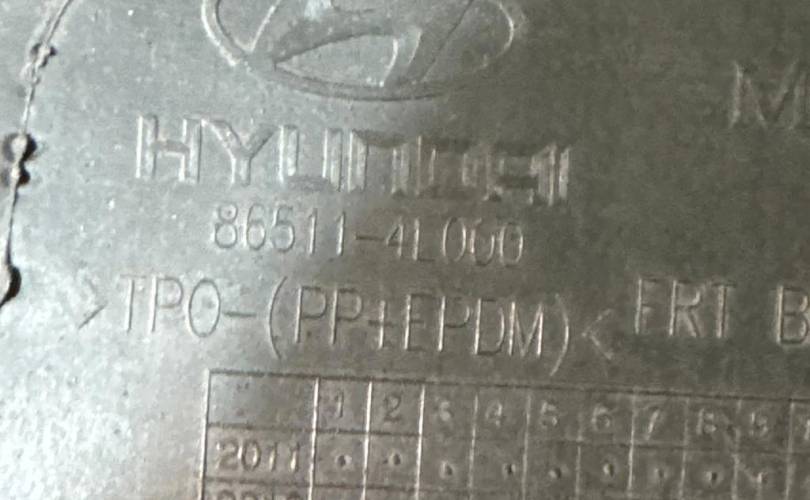 HYUNDAI
86511-4L000
>TPO-(PP+EPDM)< FRT B
M
1 2 3 4 5 6 7 8 9
2011